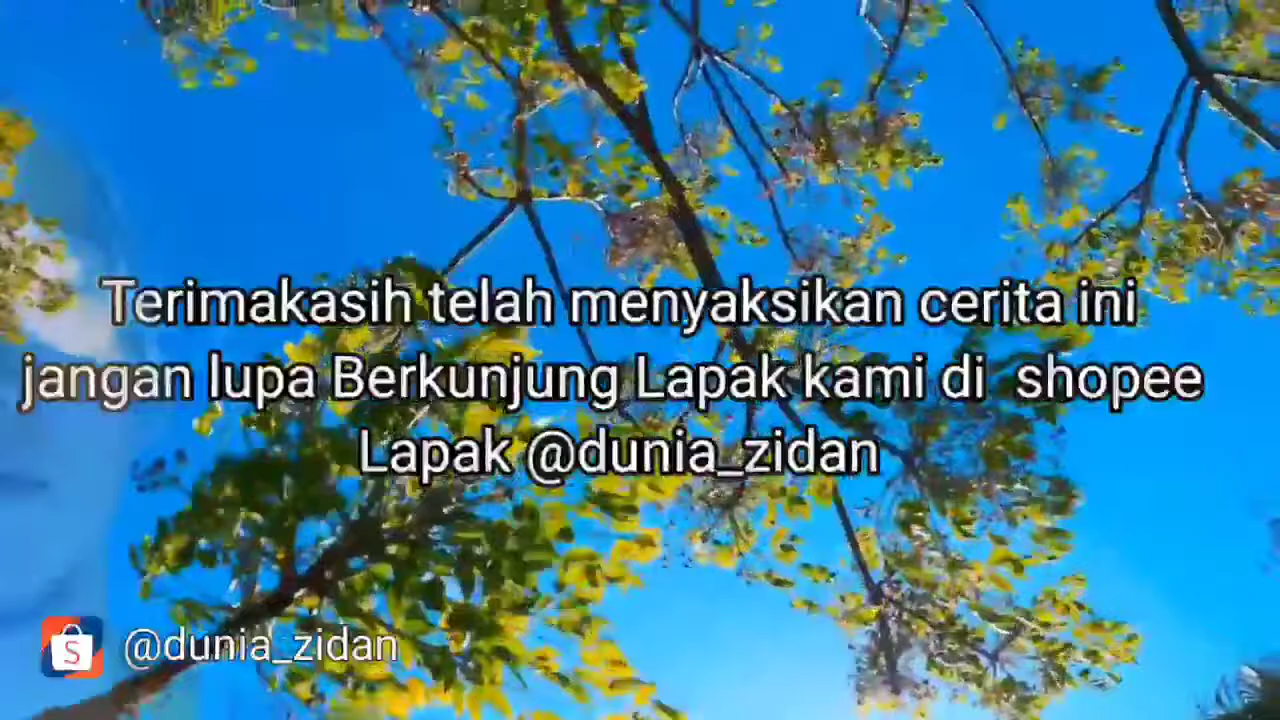 Terimakasih telah menyaksikan cerita ini
jangan lupa Berkunjung Lapak kami di shopee
Lapak @dunia_zidan
S
@dunia_zidan